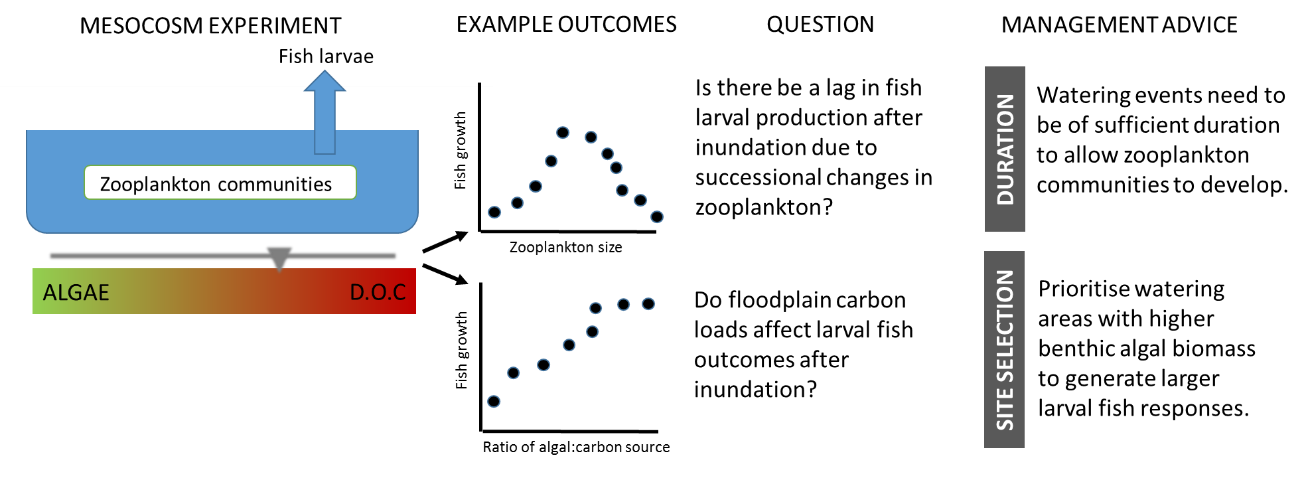 MESOCOSM EXPERIMENT
Fish larvae
Zooplankton communities
ALGAE
D.O.C
EXAMPLE OUTCOMES
Fish growth
Zooplankton size
Fish growth
Ratio of algal:carbon source
QUESTION
Is there be a lag in fish
larval production after
inundation due to
successional changes in
zooplankton?
Do floodplain carbon
loads affect larval fish
outcomes after
inundation?
MANAGEMENT ADVICE
DURATION
Watering events need to
be of sufficient duration
to allow zooplankton
communities to develop.
SITE SELECTION
Prioritise watering
areas with higher
benthic algal biomass
to generate larger
larval fish responses.